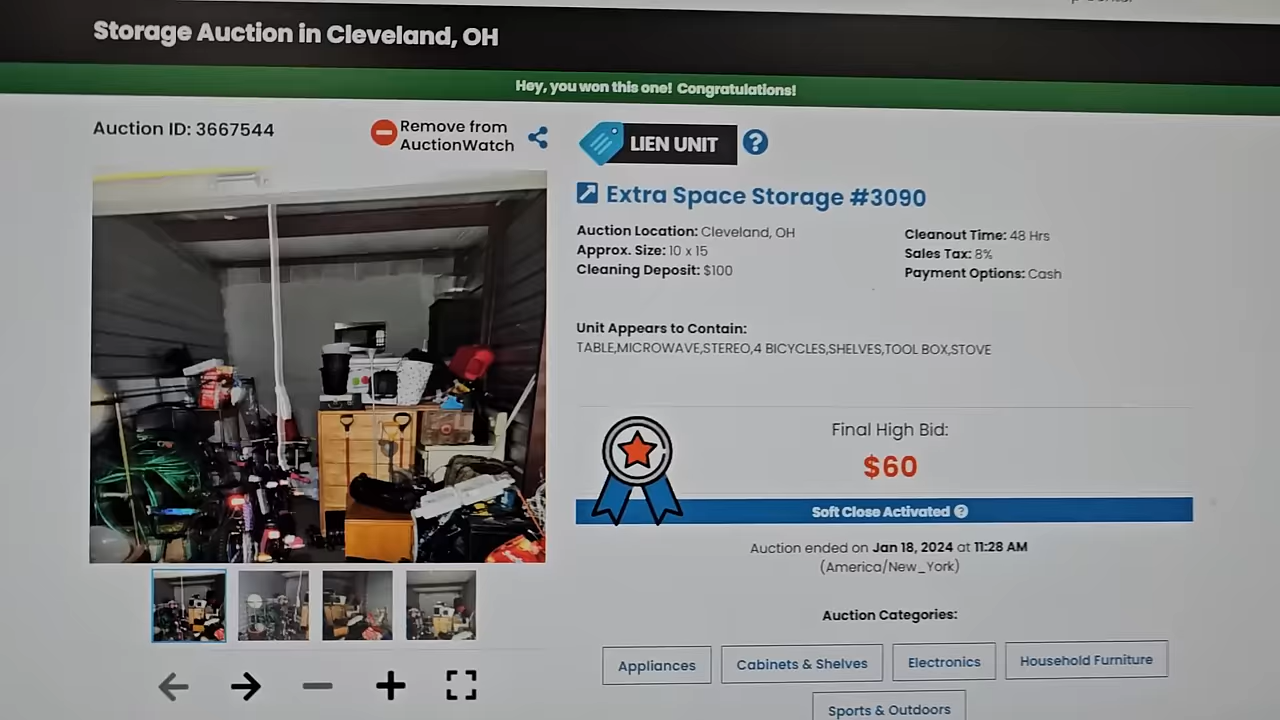 Storage Auction in Cleveland, OH
Hey, you won this one! Congratulations!
Auction ID: 3667544
Remove from
AuctionWatch
LIEN UNIT
Extra Space Storage #3090
Auction Location: Cleveland, OH
Approx. Size: 10 x 15
Cleaning Deposit: $100
Cleanout Time: 48 Hrs
Sales Tax: 8%
Payment Options: Cash
Unit Appears to Contain:
TABLE,MICROWAVE,STEREO,4 BICYCLES,SHELVES,TOOL BOX,STOVE
Final High Bid:
$60
Soft Close Activated
Auction ended on Jan 18, 2024 at 11:28 AM
(America/New_York)
Auction Categories:
Appliances
Cabinets & Shelves
Electronics
Household Furniture
Sports & Outdoors